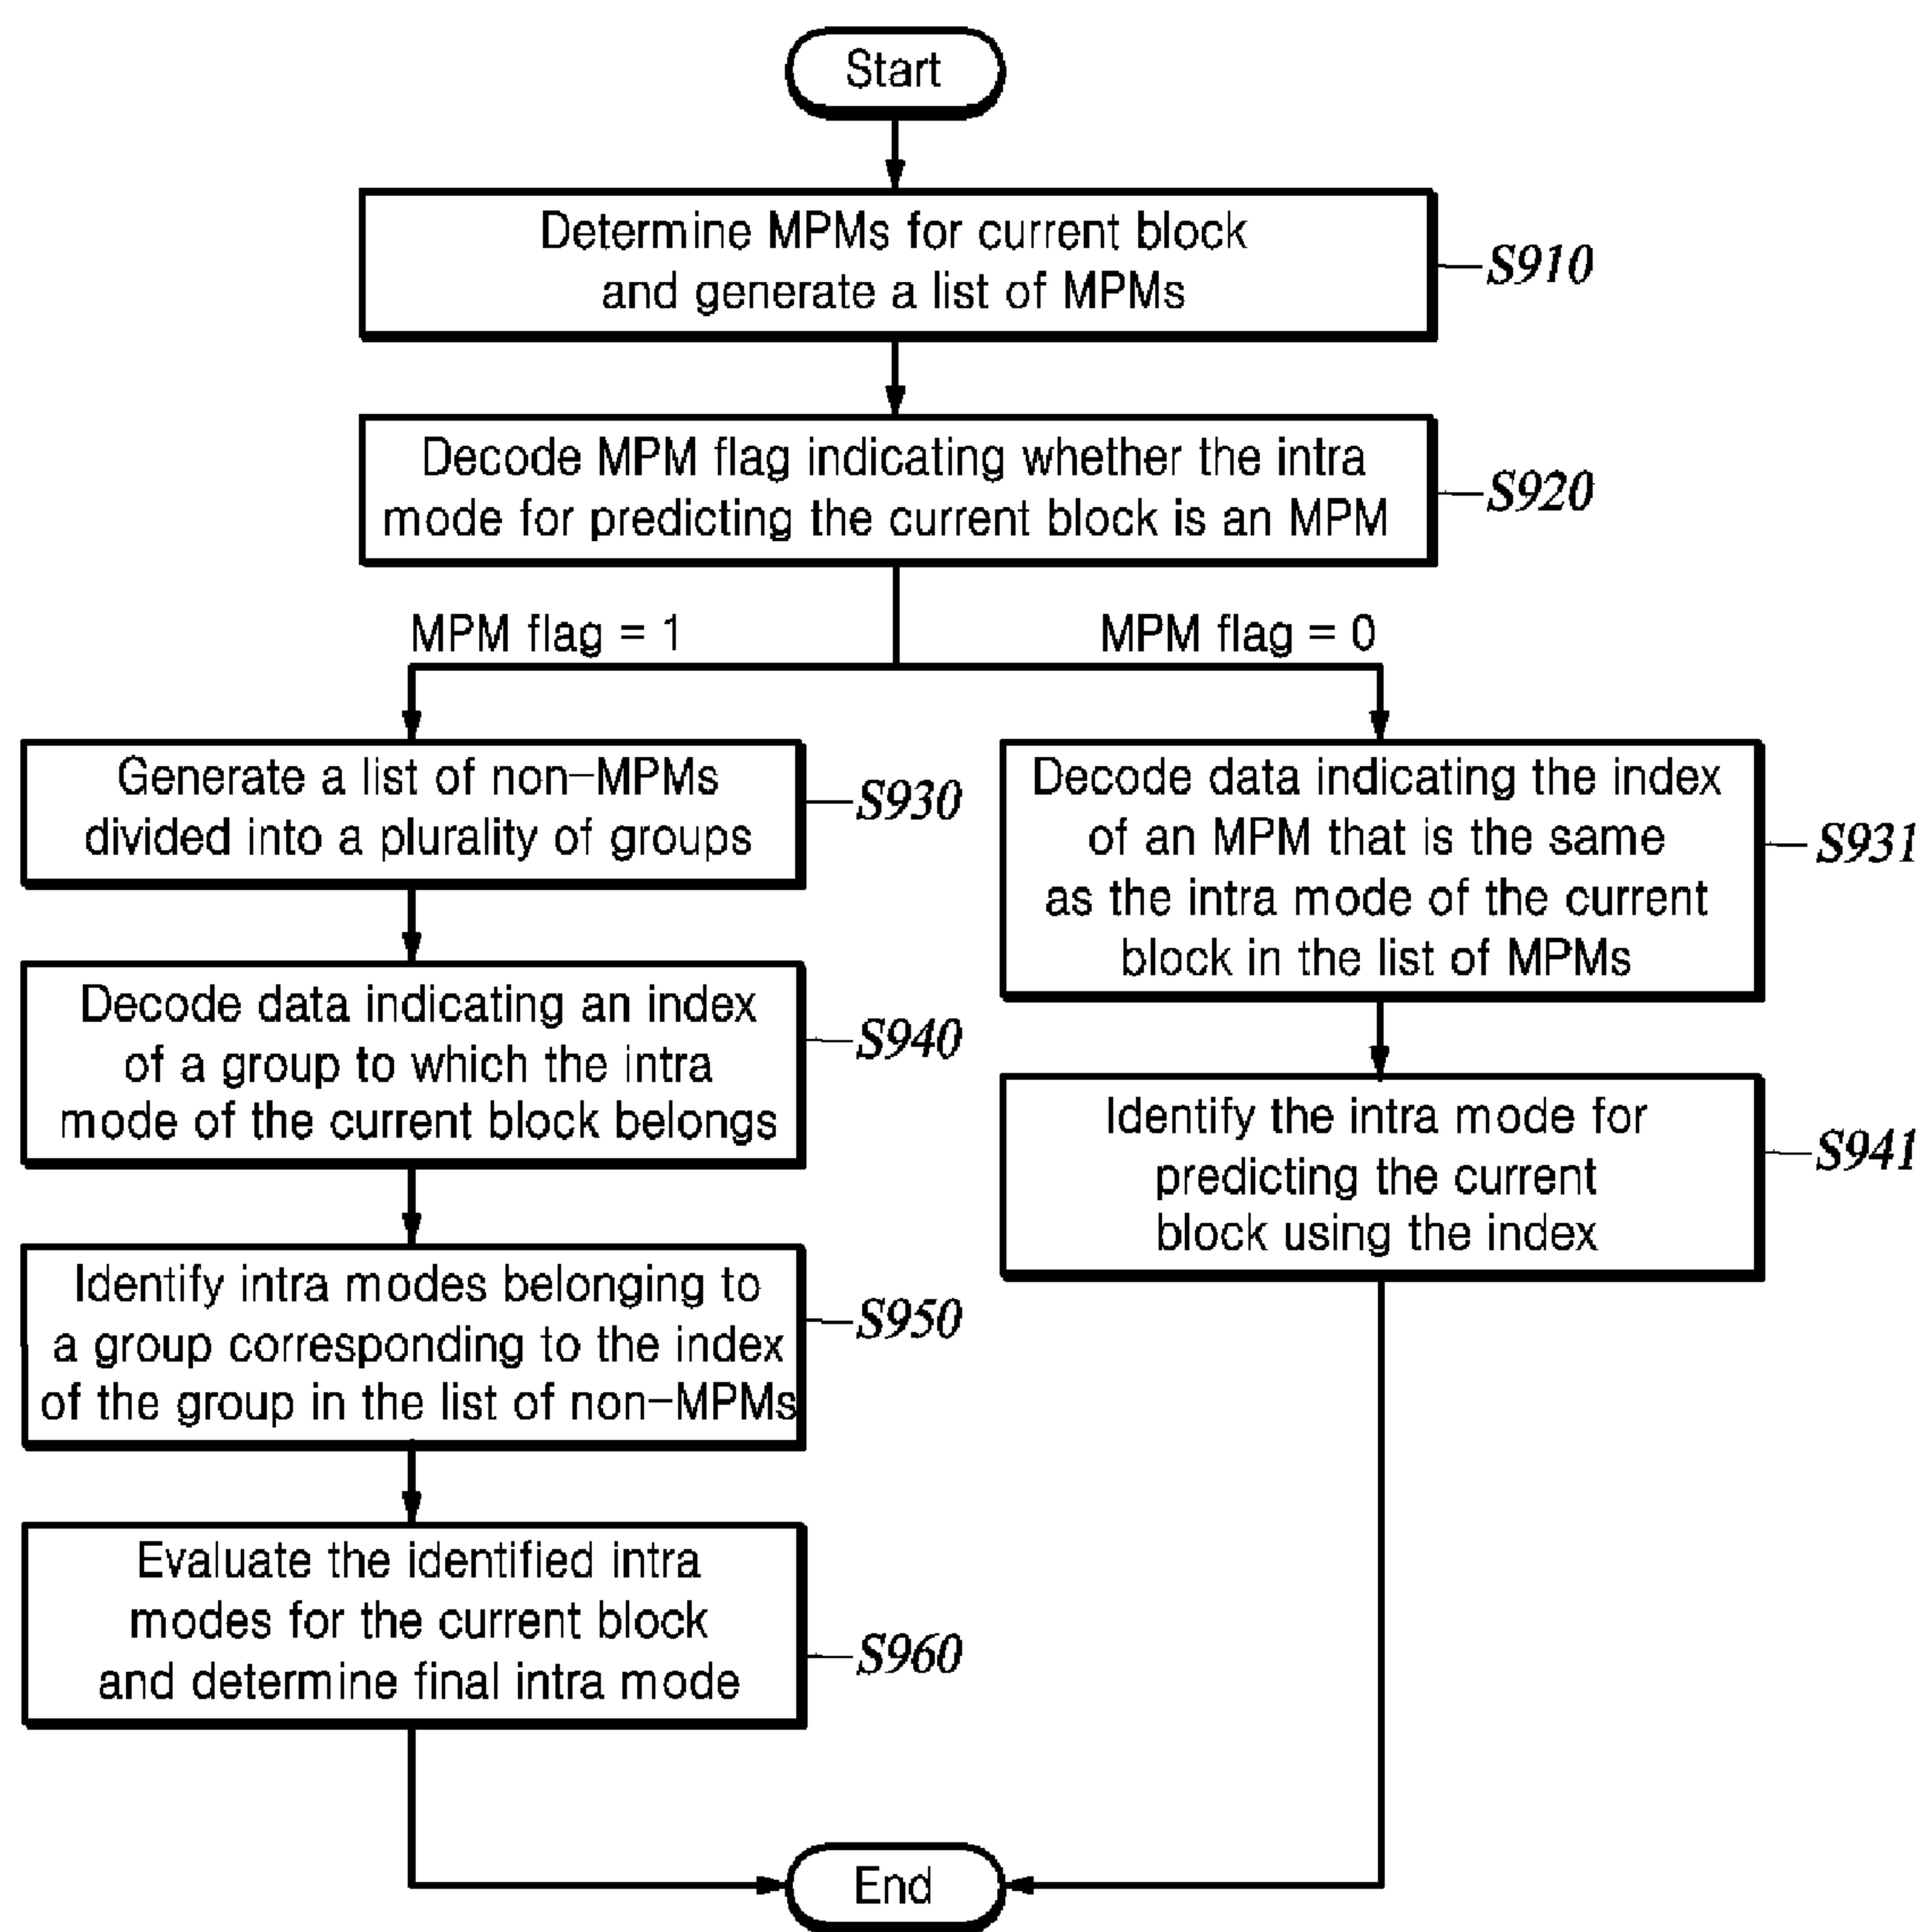 Start
Determine MPMs for current block
and generate a list of MPMs
S910
Decode MPM flag indicating whether the intra
mode for predicting the current block is an MPM
S920
MPM flag = 1
MPM flag = 0
Generate a list of non-MPMs
divided into a plurality of groups
S930
Decode data indicating an index
of a group to which the intra
mode of the current block belongs
S940
Identify intra modes belonging to
a group corresponding to the index
of the group in the list of non-MPMs
S950
Evaluate the identified intra
modes for the current block
and determine final intra mode
S960
Decode data indicating the index
of an MPM that is the same
as the intra mode of the current
block in the list of MPMs
S931
Identify the intra mode for
predicting the current
block using the index
S941
End